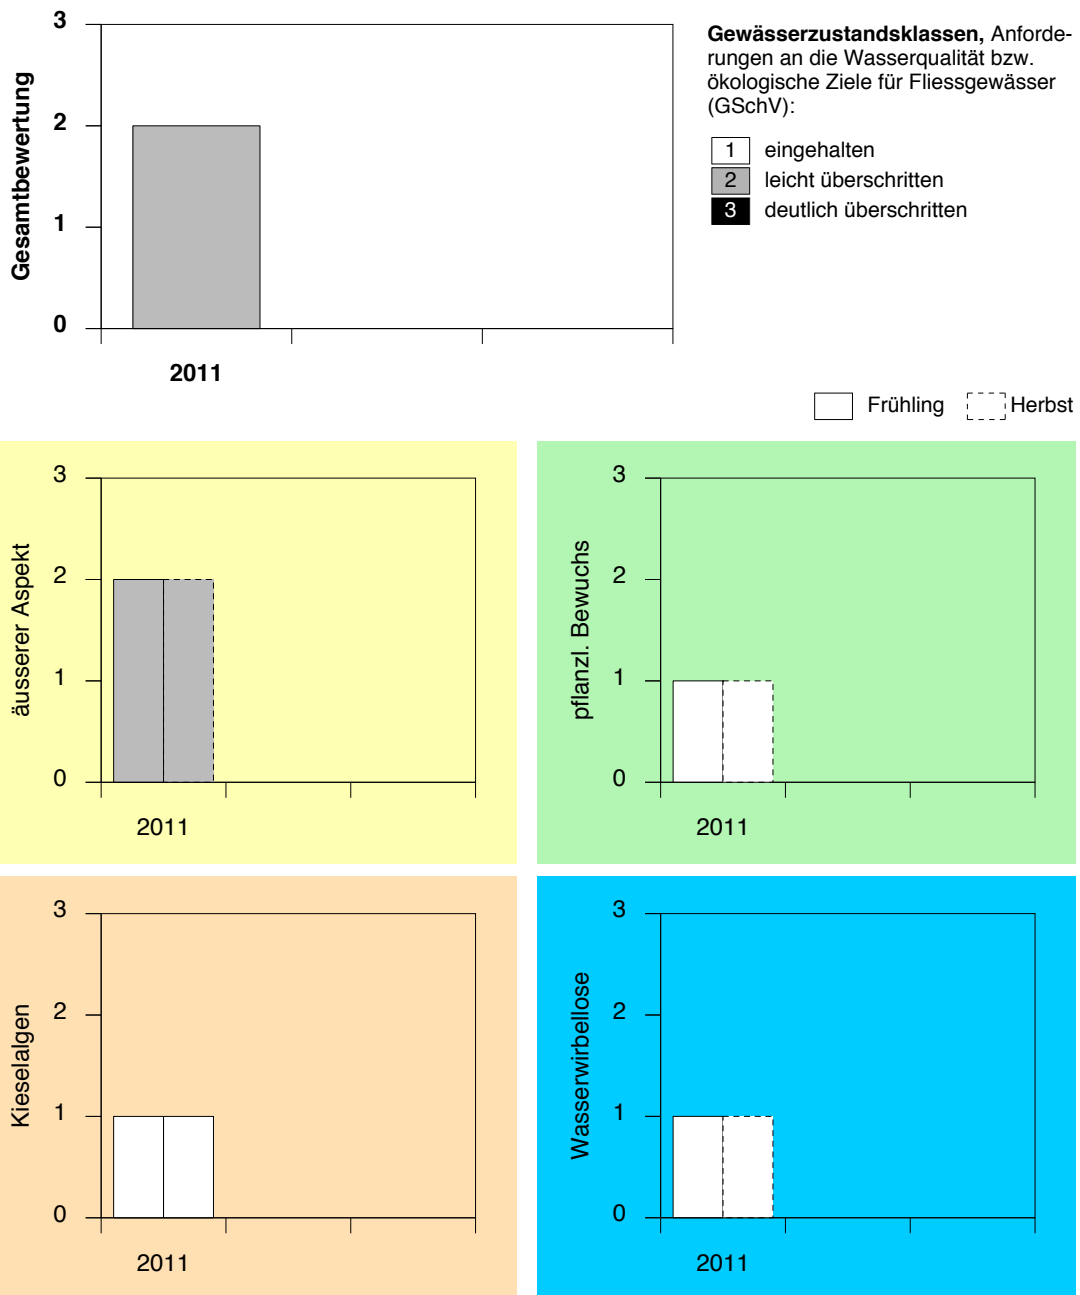 3
2
1
0
Gesamtbewertung
2011
Gewässerzustandsklassen, Anforde-
rungen an die Wasserqualität bzw.
ökologische Ziele für Fliessgewässer
(GSchV):
1 eingehalten
2 leicht überschritten
3 deutlich überschritten
Frühling Herbst
3
2
1
0
äusserer Aspekt
2011
3
2
1
0
pflanzl. Bewuchs
2011
3
2
1
0
Kieselalgen
2011
3
2
1
0
Wasserwirbellose
2011